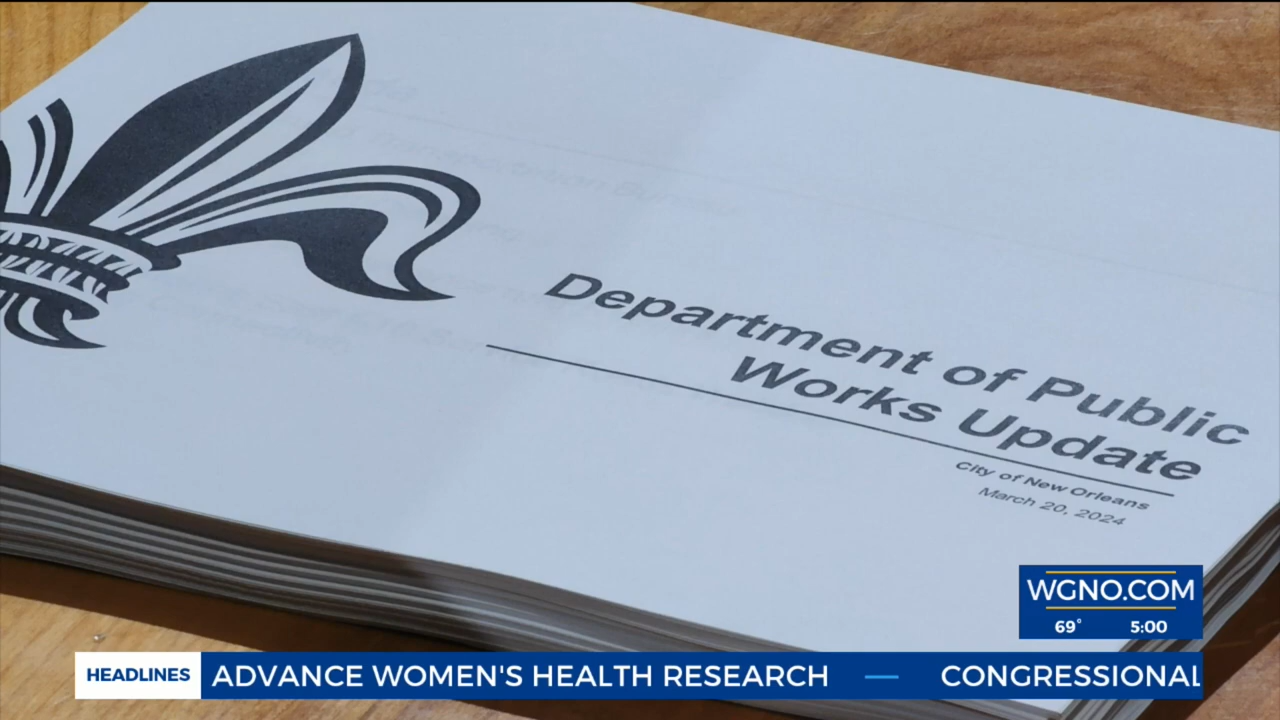 Department of Public
Works Update
City of New Orleans
March 20, 2024
WGNO.COM
69° 5:00
HEADLINES ADVANCE WOMEN'S HEALTH RESEARCH — CONGRESSIONAL